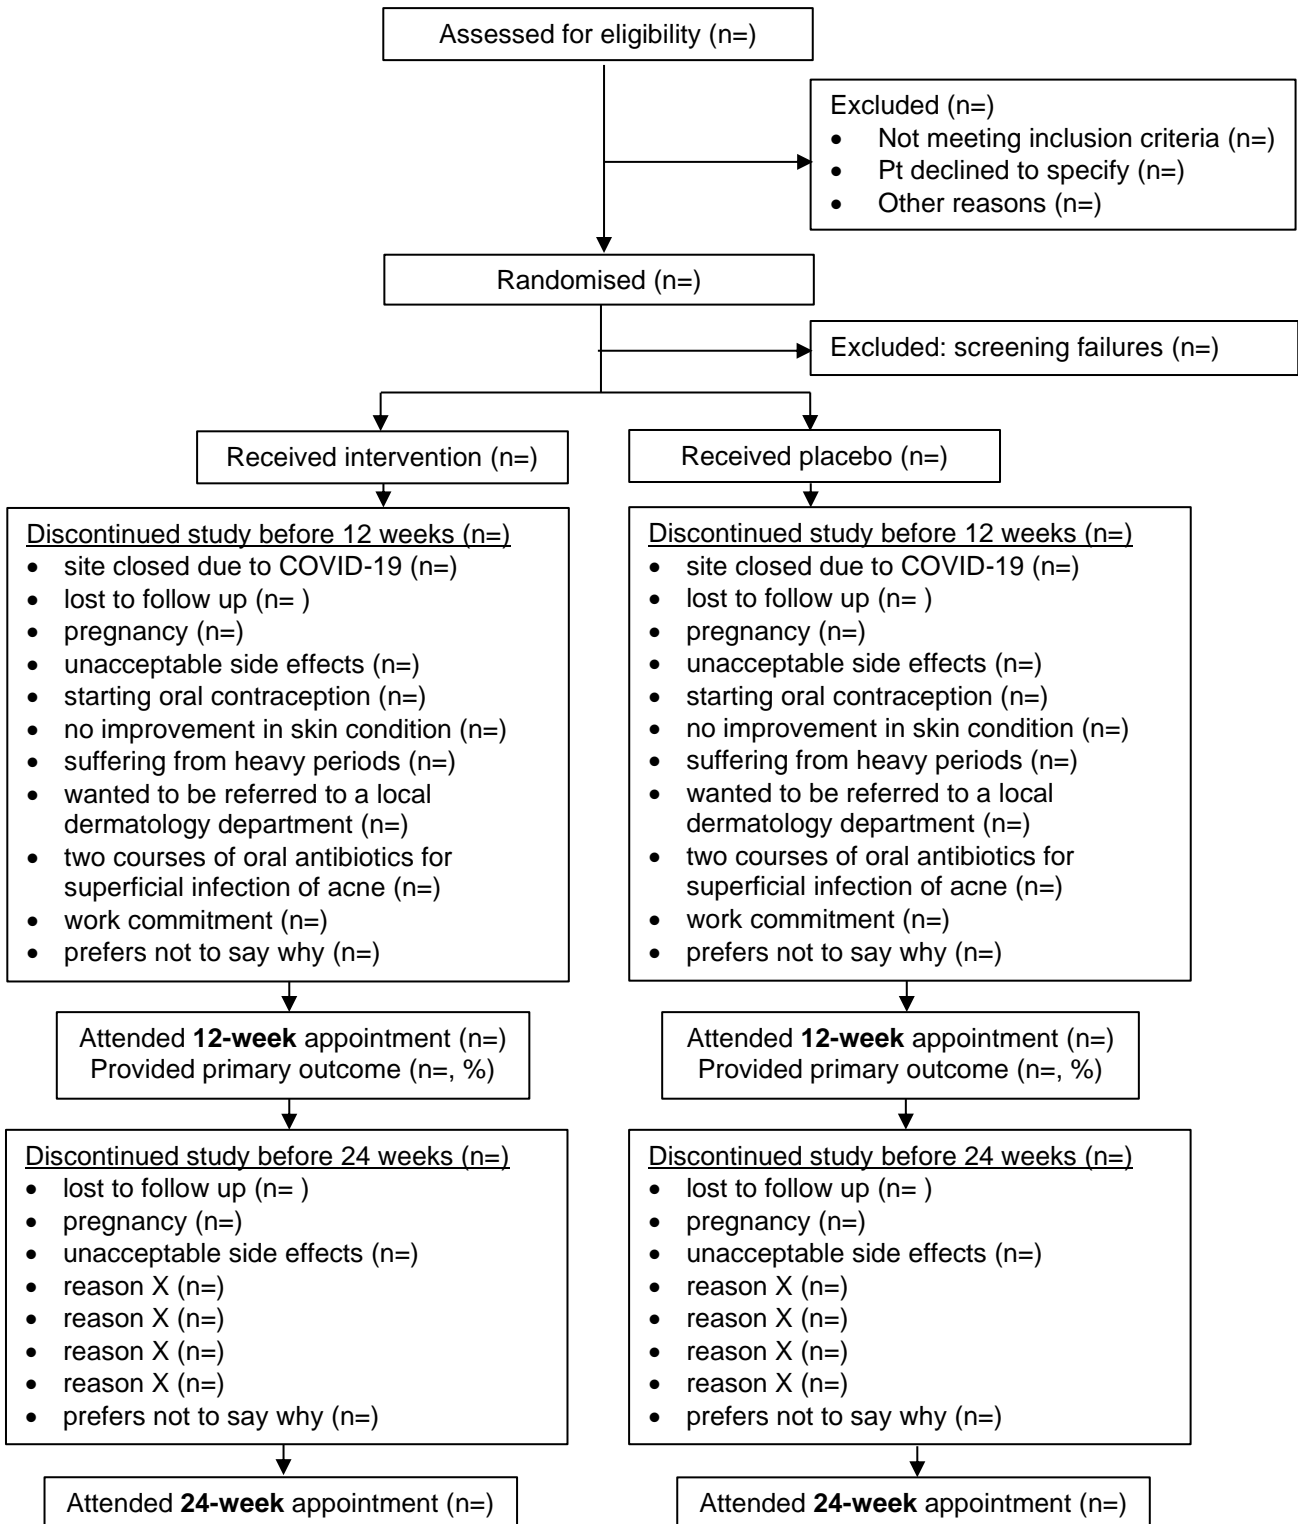 Assessed for eligibility (n=)
Excluded (n=)
• Not meeting inclusion criteria (n=)
• Pt declined to specify (n=)
• Other reasons (n=)
Randomised (n=)
Excluded: screening failures (n=)
Received intervention (n=)
Received placebo (n=)
Discontinued study before 12 weeks (n=)
• site closed due to COVID-19 (n=)
• lost to follow up (n= )
• pregnancy (n=)
• unacceptable side effects (n=)
• starting oral contraception (n=)
• no improvement in skin condition (n=)
• suffering from heavy periods (n=)
• wanted to be referred to a local
dermatology department (n=)
• two courses of oral antibiotics for
superficial infection of acne (n=)
• work commitment (n=)
• prefers not to say why (n=)
Discontinued study before 12 weeks (n=)
• site closed due to COVID-19 (n=)
• lost to follow up (n= )
• pregnancy (n=)
• unacceptable side effects (n=)
• starting oral contraception (n=)
• no improvement in skin condition (n=)
• suffering from heavy periods (n=)
• wanted to be referred to a local
dermatology department (n=)
• two courses of oral antibiotics for
superficial infection of acne (n=)
• work commitment (n=)
• prefers not to say why (n=)
Attended 12-week appointment (n=)
Provided primary outcome (n=, %)
Attended 12-week appointment (n=)
Provided primary outcome (n=, %)
Discontinued study before 24 weeks (n=)
• lost to follow up (n= )
• pregnancy (n=)
• unacceptable side effects (n=)
• reason X (n=)
• reason X (n=)
• reason X (n=)
• reason X (n=)
• prefers not to say why (n=)
Discontinued study before 24 weeks (n=)
• lost to follow up (n= )
• pregnancy (n=)
• unacceptable side effects (n=)
• reason X (n=)
• reason X (n=)
• reason X (n=)
• reason X (n=)
• prefers not to say why (n=)
Attended 24-week appointment (n=)
Attended 24-week appointment (n=)